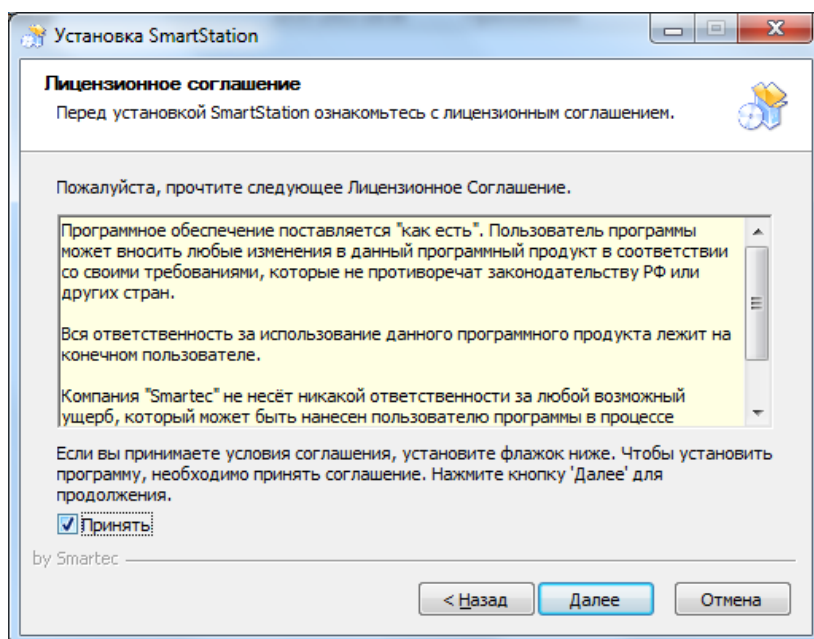 Установка SmartStation
Лицензионное соглашение
Перед установкой SmartStation ознакомьтесь с лицензионным соглашением.
Пожалуйста, прочтите следующее Лицензионное Соглашение.
Программное обеспечение поставляется "как есть". Пользователь программы
может вносить любые изменения в данный программный продукт в соответствии
со своими требованиями, которые не противоречат законодательству РФ или
других стран.
Вся ответственность за использование данного программного продукта лежит на
конечном пользователе.
Компания "Smartec" не несёт никакой ответственности за любой возможный
ущерб, который может быть нанесен пользователю программы в процессе
Если вы принимаете условия соглашения, установите флажок ниже. Чтобы установить
программу, необходимо принять соглашение. Нажмите кнопку 'Далее' для
продолжения.
Принять
by Smartec
< Назад Далее Отмена